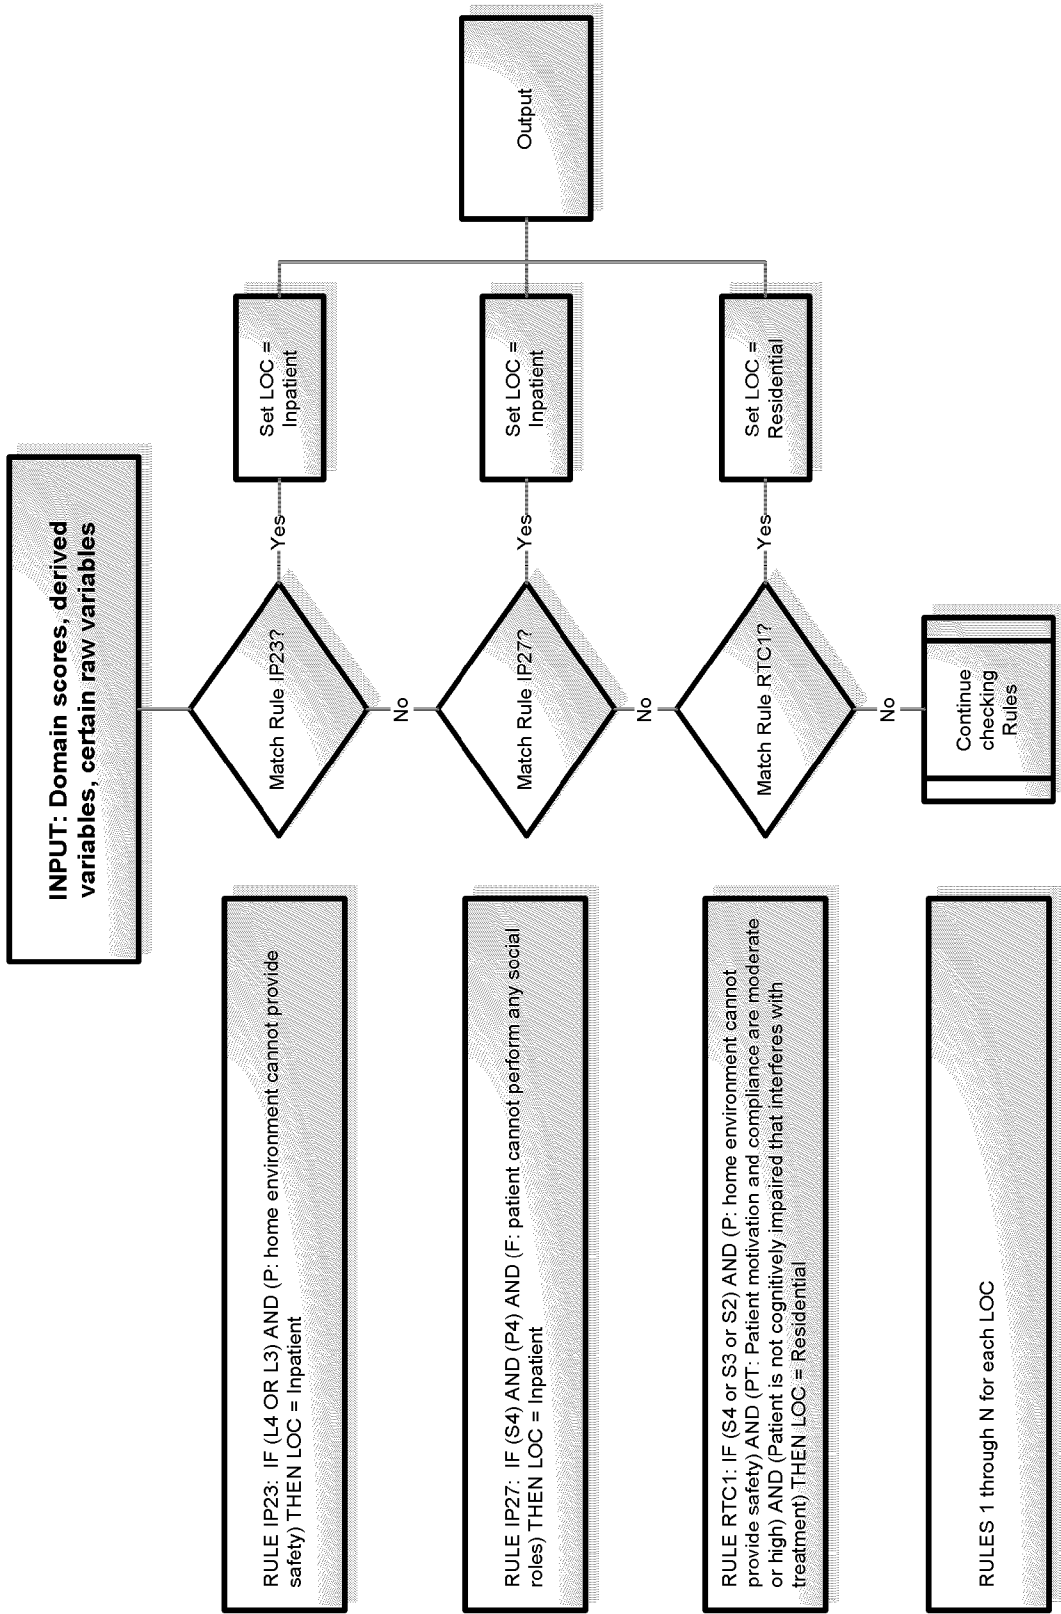 INPUT: Domain scores, derived
variables, certain raw variables
RULE IP23: IF (L4 OR L3) AND (P: home environment cannot provide
safety) THEN LOC = Inpatient
Match Rule IP23?
Yes
Set LOC =
Inpatient
No
RULE IP27: IF (S4) AND (P4) AND (F: patient cannot perform any social
roles) THEN LOC = Inpatient
Match Rule IP27?
Yes
Set LOC =
Inpatient
Output
No
RULE RTC1: IF (S4 or S3 or S2) AND (P: home environment cannot
provide safety) AND (PT: Patient motivation and compliance are moderate
or high) AND (Patient is not cognitively impaired that interferes with
treatment) THEN LOC = Residential
Match Rule RTC1?
Yes
Set LOC =
Residential
No
RULES 1 through N for each LOC
Continue
checking
Rules